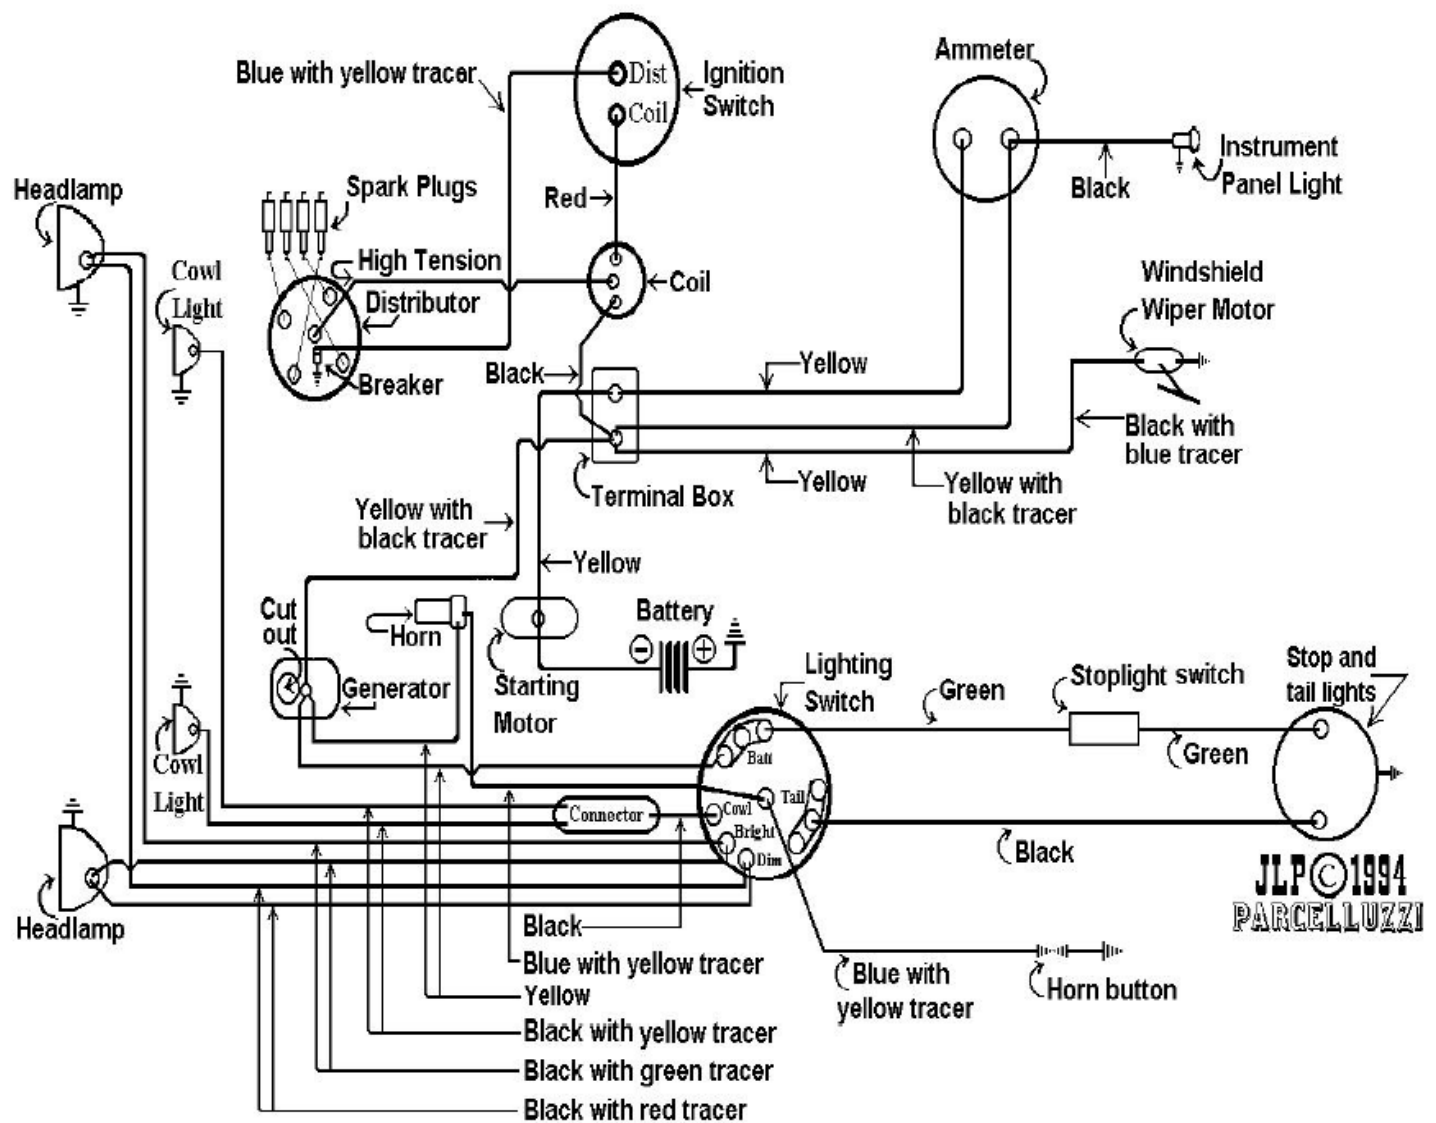 Ammeter
Blue with yellow tracer
Dist
Ignition
Switch
Coil
Instrument
Panel Light
Black
Headlamp
Spark Plugs
Red
Cowl
Light
High Tension
Coil
Windshield
Wiper Motor
Distributor
Yellow
Black
Breaker
Black with
blue tracer
Yellow
Terminal Box
Yellow with
black tracer
Yellow with
black tracer
Yellow
Cut
out
Horn
Battery
- +
Generator
Starting
Motor
Lighting
Switch
Green
Stoplight switch
Stop and
tail lights
Green
Batt
Cowl
Light
Tail
Connector
Cowl
Bright
Dim
Black
JLP © 1994
PARCELLUZZI
Headlamp
Black
Blue with yellow tracer
Yellow
Blue with
yellow tracer
Horn button
Black with yellow tracer
Black with green tracer
Black with red tracer